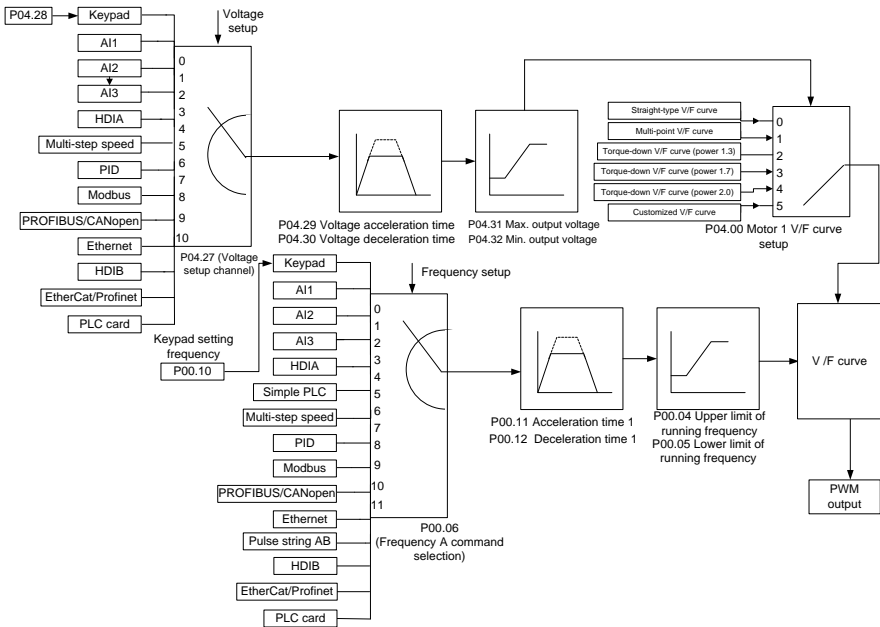 P04.28
Keypad
AI1
AI2
AI3
HDIA
Multi-step speed
PID
Modbus
PROFIBUS/CANopen
Ethernet
HDIB
EtherCat/Profinet
PLC card
Voltage
setup
0
1
2
3
4
5
6
7
8
9
10
P04.27 (Voltage
setup channel)
P04.29 Voltage acceleration time
P04.30 Voltage deceleration time
P04.31 Max. output voltage
P04.32 Min. output voltage
Straight-type V/F curve
Multi-point V/F curve
Torque-down V/F curve (power 1.3)
Torque-down V/F curve (power 1.7)
Torque-down V/F curve (power 2.0)
Customized V/F curve
0
1
2
3
4
5
P04.00 Motor 1 V/F curve
setup
Keypad setting
frequency
P00.10
Keypad
AI1
AI2
AI3
HDIA
Simple PLC
Multi-step speed
PID
Modbus
PROFIBUS/CANopen
Ethernet
Pulse string AB
HDIB
EtherCat/Profinet
PLC card
Frequency setup
0
1
2
3
4
5
6
7
8
9
10
11
P00.06
(Frequency A command
selection)
P00.11 Acceleration time 1
P00.12 Deceleration time 1
P00.04 Upper limit of
running frequency
P00.05 Lower limit of
running frequency
V /F curve
PWM
output